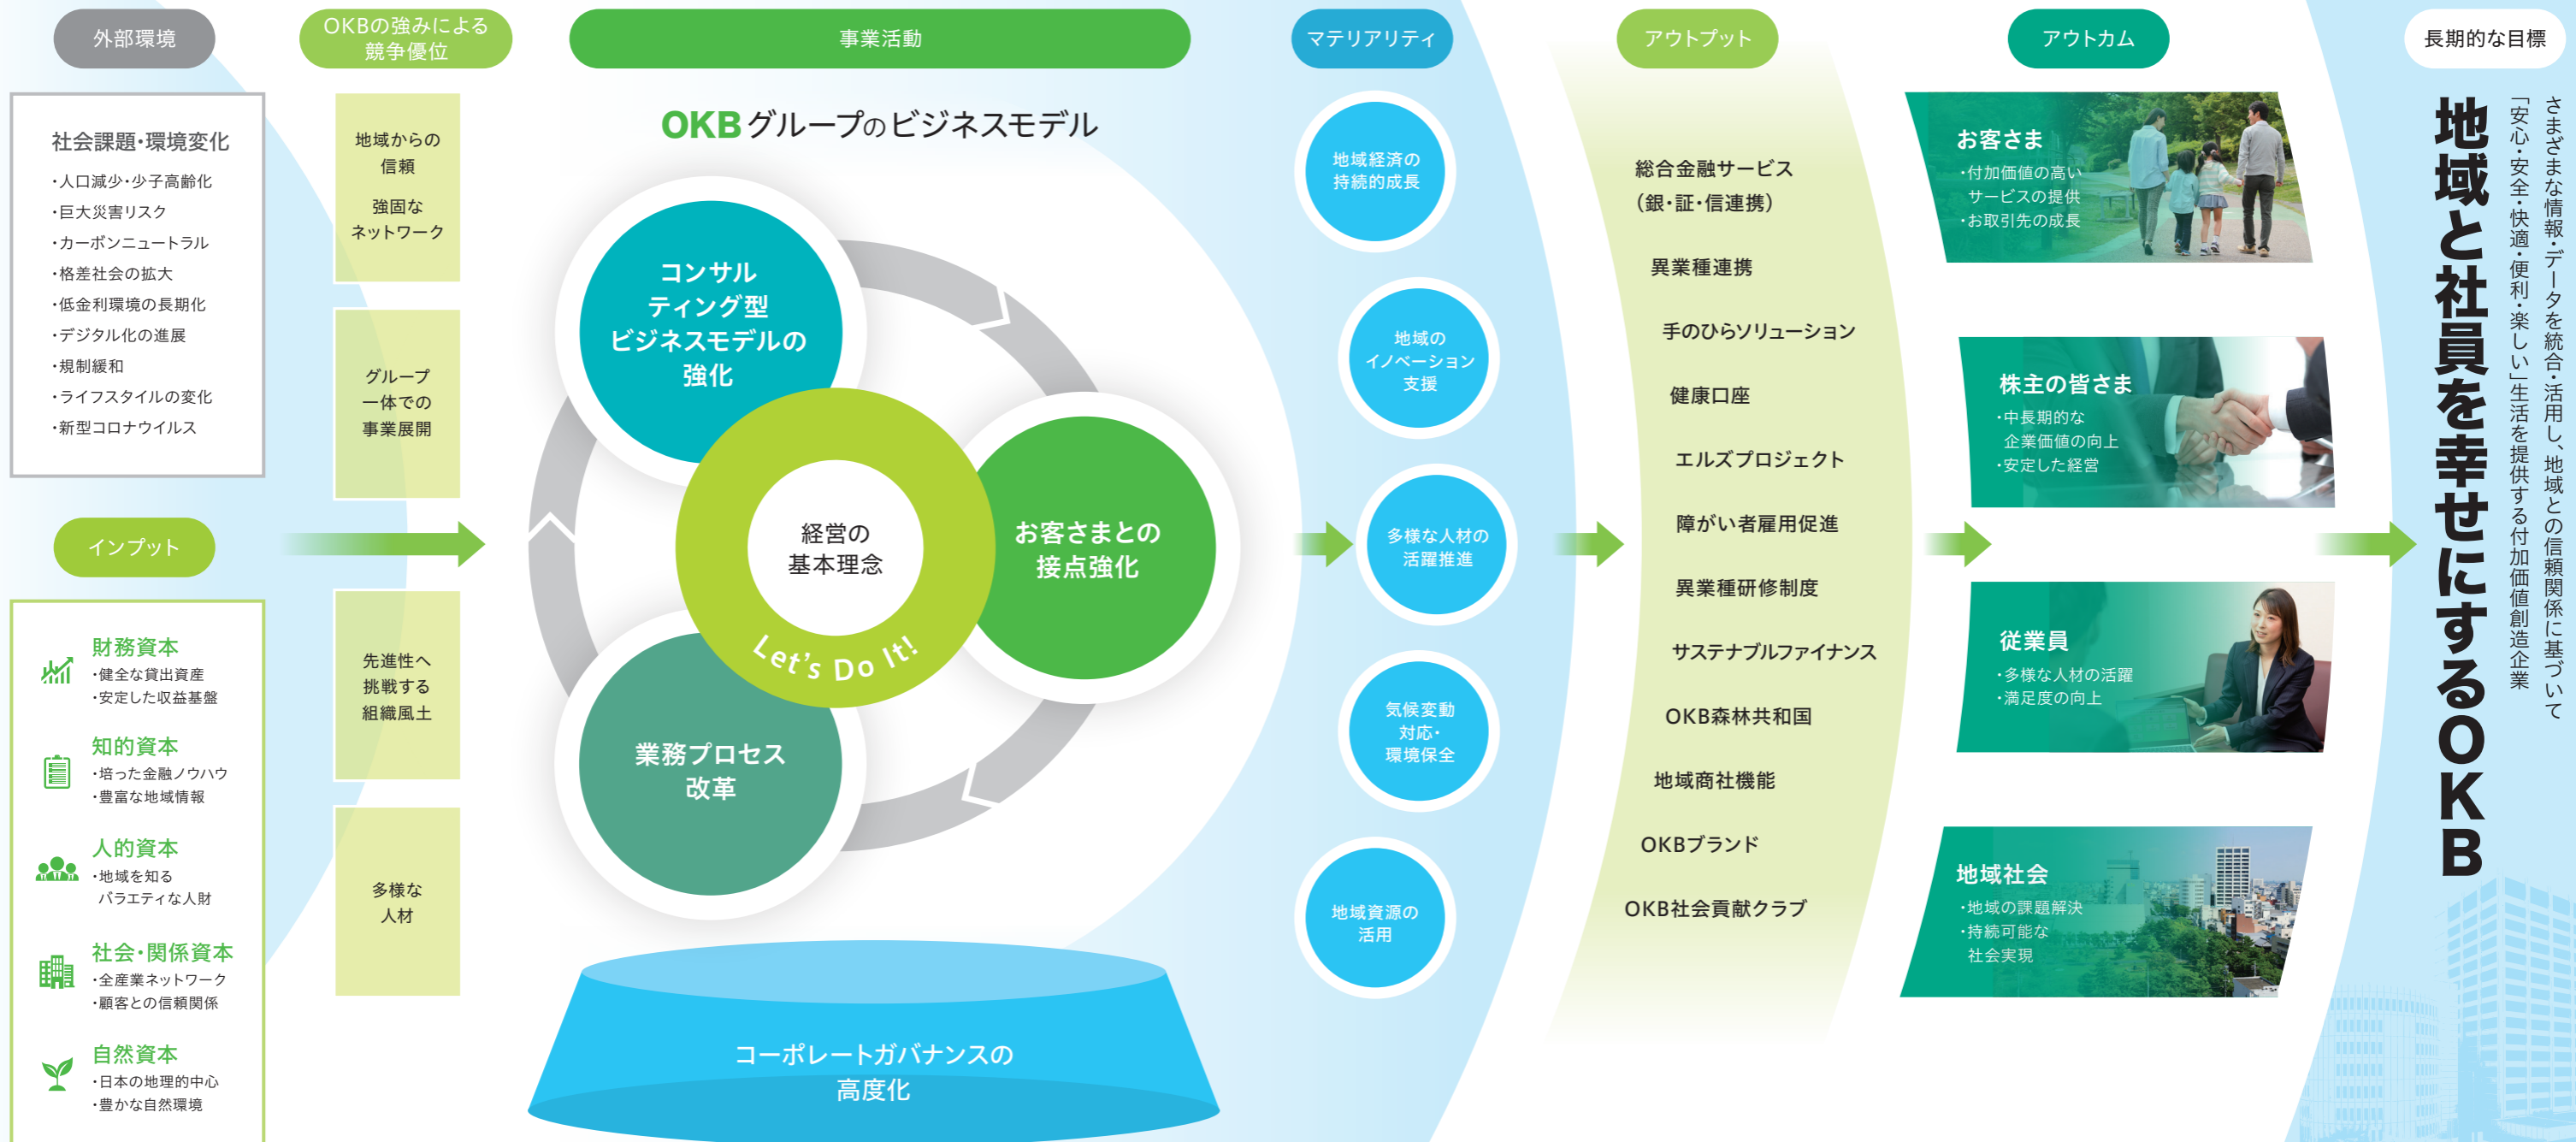 外部環境
社会課題・環境変化
・人口減少・少子高齢化
・巨大災害リスク
・カーボンニュートラル
・格差社会の拡大
・低金利環境の長期化
・デジタル化の進展
・規制緩和
・ライフスタイルの変化
・新型コロナウイルス
インプット
財務資本
・健全な貸出資産
・安定した収益基盤
知的資本
・培った金融ノウハウ
・豊富な地域情報
人的資本
・地域を知る
バラエティな人財
社会・関係資本
・全産業ネットワーク
・顧客との信頼関係
自然資本
・日本の地理的中心
・豊かな自然環境
OKBの強みによる
競争優位
地域からの
信頼
強固な
ネットワーク
グループ
一体での
事業展開
先進性へ
挑戦する
組織風土
多様な
人材
事業活動
OKBグループのビジネスモデル
コンサル
ティング型
ビジネスモデルの
強化
お客さまとの
接点強化
業務プロセス
改革
経営の
基本理念
Let's Do It!
コーポレートガバナンスの
高度化
マテリアリティ
地域経済の
持続的成長
地域の
イノベーション
支援
多様な人材の
活躍推進
気候変動
対応・
環境保全
地域資源の
活用
アウトプット
総合金融サービス
（銀・証・信連携）
異業種連携
手のひらソリューション
健康口座
エルズプロジェクト
障がい者雇用促進
異業種研修制度
サステナブルファイナンス
OKB森林共和国
地域商社機能
OKBブランド
OKB社会貢献クラブ
アウトカム
お客さま
・付加価値の高い
サービスの提供
・お取引先の成長
株主の皆さま
・中長期的な
企業価値の向上
・安定した経営
従業員
・多様な人材の活躍
・満足度の向上
地域社会
・地域の課題解決
・持続可能な
社会実現
長期的な目標
さまざまな情報・データを統合・活用し、地域との信頼関係に基づいて
「安心・安全・快適・便利・楽しい」生活を提供する付加価値創造企業
地域と社員を幸せにするOKB